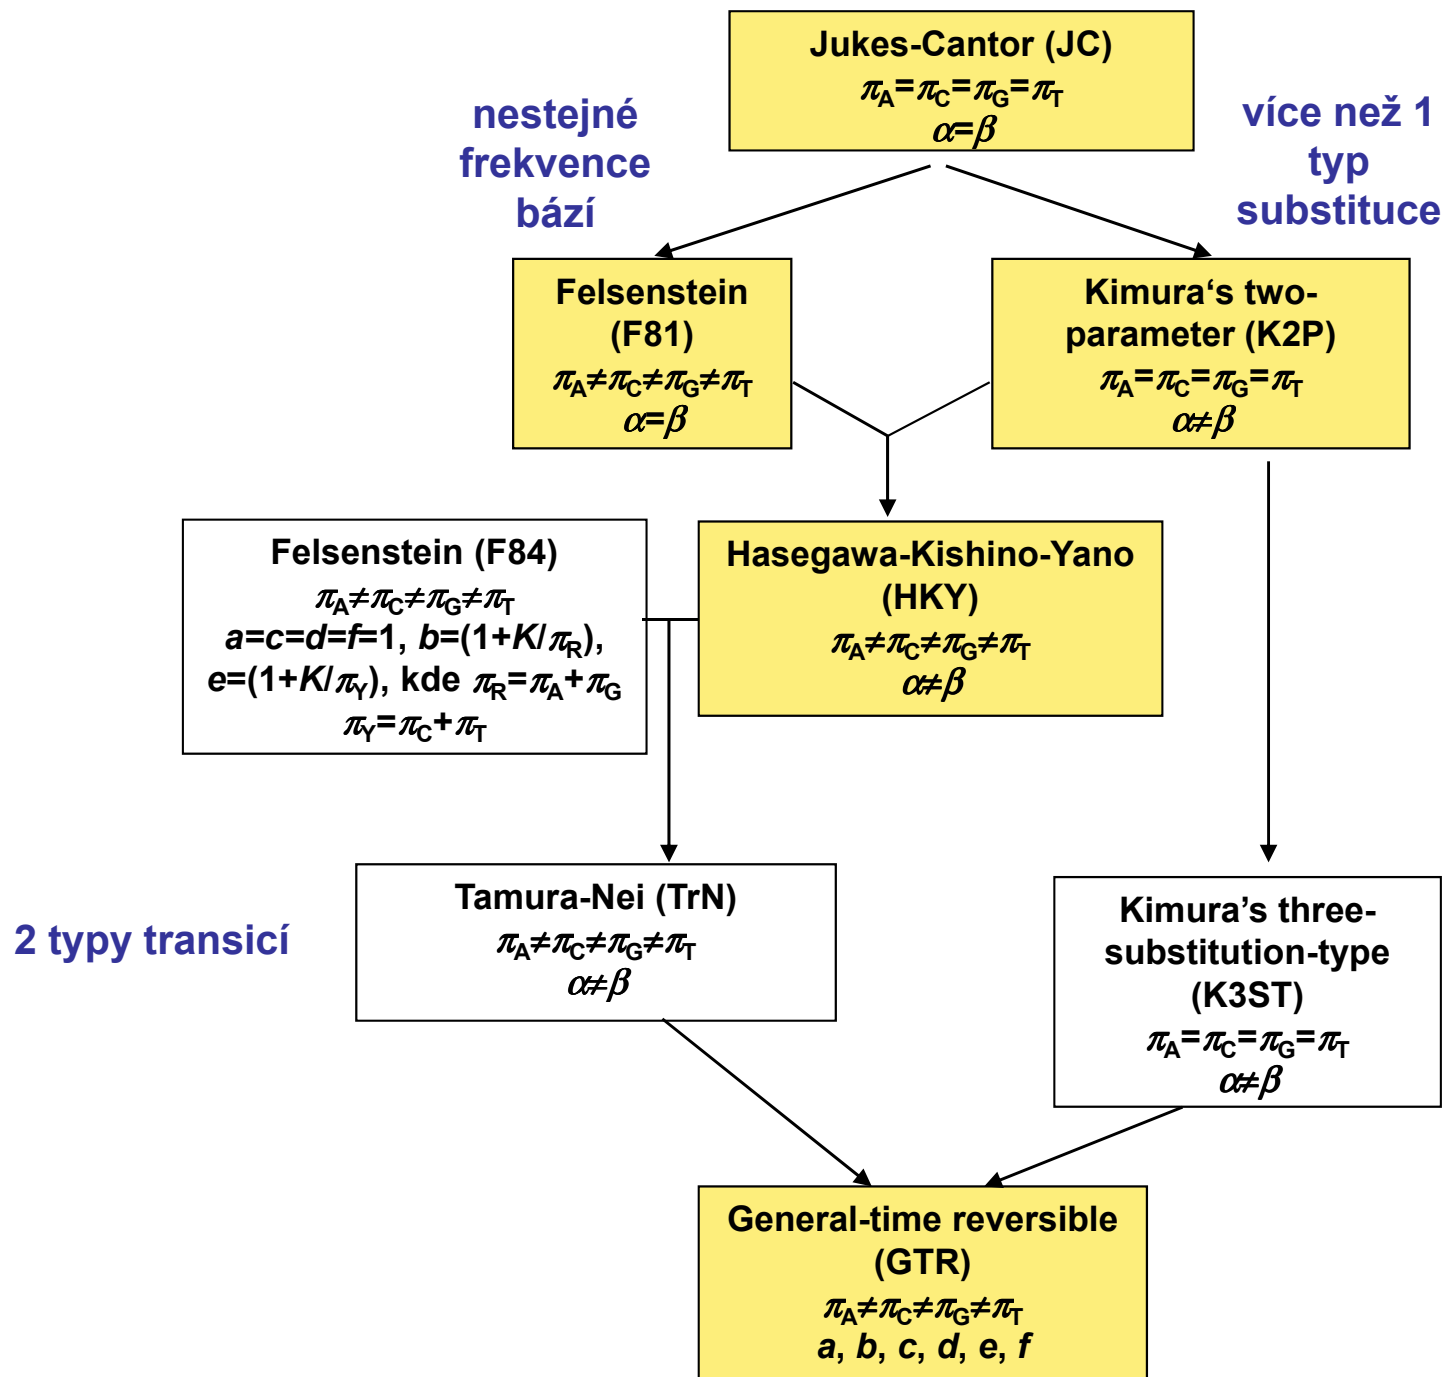 Jukes-Cantor (JC)
πA=πC=πG=πT
α=β
nestejné
frekvence
bází
více než 1
typ
substituce
Felsenstein
(F81)
πA≠πC≠πG≠πT
α=β
Kimura‘s two-
parameter (K2P)
πA=πC=πG=πT
α≠β
Felsenstein (F84)
πA≠πC≠πG≠πT
a=c=d=f=1, b=(1+K/πR),
e=(1+K/πY), kde πR=πA+πG
πY=πC+πT
Hasegawa-Kishino-Yano
(HKY)
πA≠πC≠πG≠πT
α≠β
2 typy transicí
Tamura-Nei (TrN)
πA≠πC≠πG≠πT
α≠β
Kimura’s three-
substitution-type
(K3ST)
πA=πC=πG=πT
α≠β
General-time reversible
(GTR)
πA≠πC≠πG≠πT
a, b, c, d, e, f